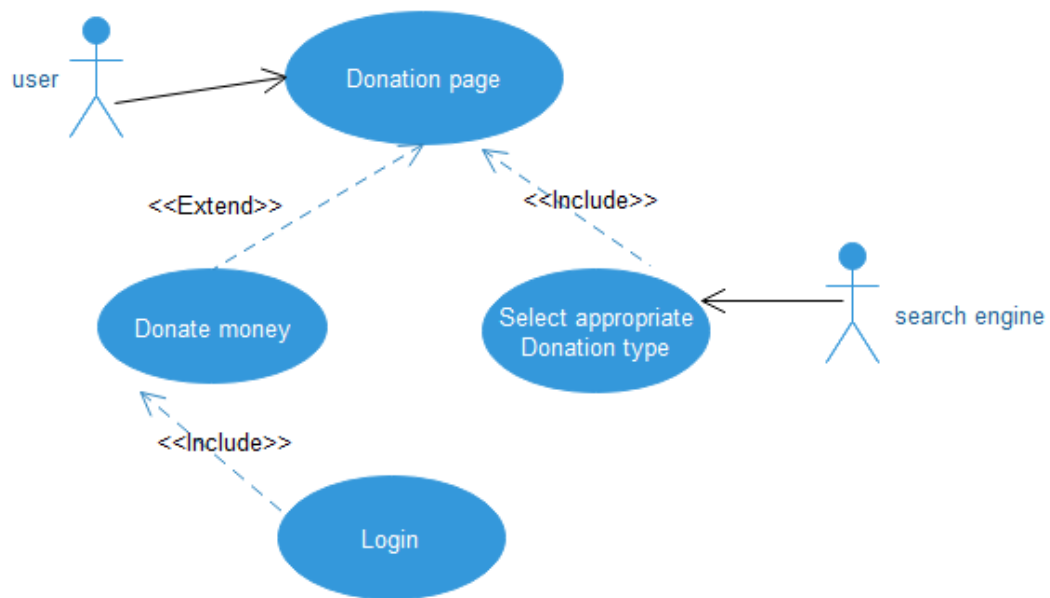 user
Donation page
<<Extend>>
<<Include>>
Donate money
Select appropriate
Donation type
search engine
<<Include>>
Login